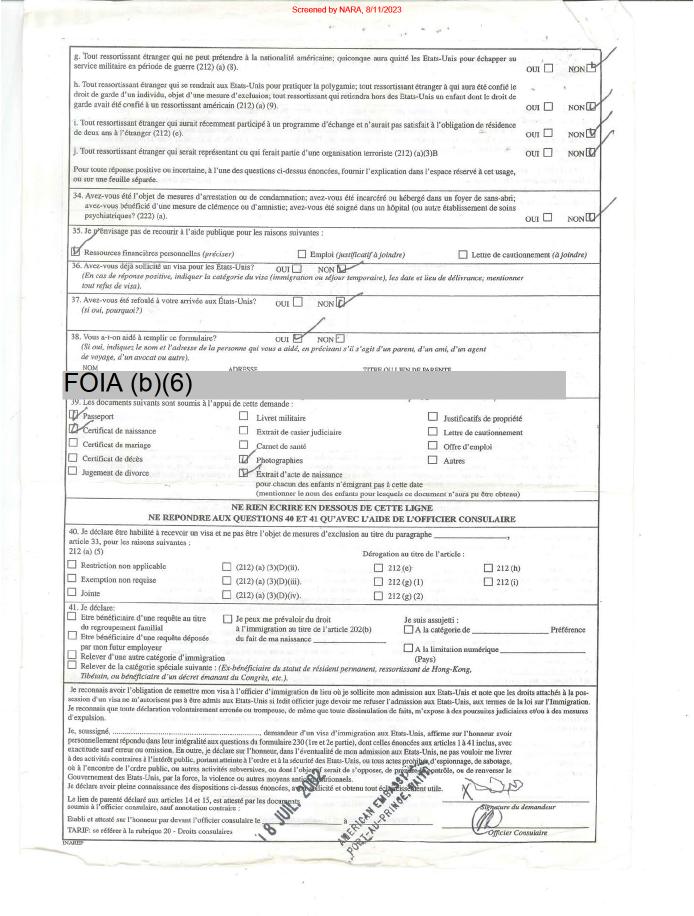 Screened by NARA, 8/11/2023
g. Tout ressortissant étranger qui ne peut prétendre à la nationalité américaine; quiconque aura quitté les Etats-Unis pour échapper au
service militaire en période de guerre (212) (a) (8).
OUI NON
h. Tout ressortissant étranger qui se rendrait aux Etats-Unis pour pratiquer la polygamie; tout ressortissant étranger à qui aura été confié le
droit de garde d'un individu, objet d'une mesure d'exclusion; tout ressortissant qui retiendra hors des Etats-Unis un enfant dont le droit de
garde avait été confié à un ressortissant américain (212) (a) (9).
OUI NON
i. Tout ressortissant étranger qui aurait récemment participé à un programme d'échange et n'aurait pas satisfait à l'obligation de résidence
de deux ans à l'étranger (212) (e).
OUI NON
j. Tout ressortissant étranger qui serait représentant ou qui ferait partie d'une organisation terroriste (212) (a)(3)B
OUI NON
Pour toute réponse positive ou incertaine, à l'une des questions ci-dessus énoncées, fournir l'explication dans l'espace réservé à cet usage,
ou sur une feuille séparée.
34. Avez-vous été l'objet de mesures d'arrestation ou de condamnation; avez-vous été incarcéré ou hébergé dans un foyer de sans-abri;
avez-vous bénéficié d'une mesure de clémence ou d'amnistie; avez-vous été soigné dans un hôpital (ou autre établissement de soins
psychiatriques? (222) (a).
OUI NON
35. Je n'envisage pas de recourir à l'aide publique pour les raisons suivantes :
Ressources financières personnelles (préciser) Emploi (justificatif à joindre) Lettre de cautionnement (à joindre)
36. Avez-vous déjà sollicité un visa pour les Etats-Unis? OUI NON
(En cas de réponse positive, indiquer la catégorie du visa (immigration ou séjour temporaire), les date et lieu de délivrance; mentionner
tout refus de visa).
37. Avez-vous été refoulé à votre arrivée aux États-Unis? OUI NON
(si oui, pourquoi?)
38. Vous a-t-on aidé à remplir ce formulaire? OUI NON
(Si oui, indiquez le nom et l'adresse de la personne qui vous a aidé, en précisant s'il s'agit d'un parent, d'un ami, d'un agent
de voyage, d'un avocat ou autre).
NOM ADRESSE TITRE OU LIEN DE PARENTE
FOIA (b)(6)
39. Les documents suivants sont soumis à l'appui de cette demande :
Passeport Livret militaire Justificatifs de propriété
Certificat de naissance Extrait de casier judiciaire Lettre de cautionnement
Certificat de mariage Carnet de santé Offre d'emploi
Certificat de décès Photographies Autres
Jugement de divorce Extrait d'acte de naissance
pour chacun des enfants n'émigrant pas à cette date
(mentionner le nom des enfants pour lesquels ce document n'aura pu être obtenu)
NE RIEN ECRIRE EN DESSOUS DE CETTE LIGNE
NE REPONDRE AUX QUESTIONS 40 ET 41 QU'AVEC L'AIDE DE L'OFFICIER CONSULAIRE
40. Je déclare être habilité à recevoir un visa et ne pas être l'objet de mesures d'exclusion au titre du paragraphe
article 33, pour les raisons suivantes :
212 (a) (5) Dérogation au titre de l'article :
Restriction non applicable (212) (a) (3)(D)(ii). 212 (e) 212 (h)
Exemption non requise (212) (a) (3)(D)(iii). 212 (g) (1) 212 (i)
Jointe (212) (a) (3)(D)(iv). 212 (g) (2)
41. Je déclare:
Etre bénéficiaire d'une requête au titre
du regroupement familial
Je peux me prévaloir du droit
à l'immigration au titre de l'article 202(b)
du fait de ma naissance
Je suis assujetti :
A la catégorie de Préférence
Etre bénéficiaire d'une requête déposée
par mon futur employeur
A la limitation numérique
(Pays)
Relever d'une autre catégorie d'immigration
Relever de la catégorie spéciale suivante : (Ex-bénéficiaire du statut de résident permanent, ressortissant de Hong-Kong,
Tibétain, ou bénéficiaire d'un décret émanant du Congrès, etc.).
Je reconnais avoir l'obligation de remettre mon visa à l'officier d'immigration du lieu où je sollicite mon admission aux Etats-Unis et note que les droits attachés à la pos-
session d'un visa ne m'autorisent pas à être admis aux Etats-Unis si ledit officier juge devoir me refuser l'admission aux Etats-Unis, aux termes de la loi sur l'Immigration.
Je reconnais que toute déclaration volontairement erronée ou trompeuse, de même que toute dissimulation de faits, m'expose à des poursuites judiciaires et/ou à des mesures
d'expulsion.
Je, soussigné, demandeur d'un visa d'immigration aux Etats-Unis, affirme sur l'honneur avoir
personnellement répondu dans leur intégralité aux questions du formulaire 230 (1re et 2e partie), dont celles énoncées aux articles 1 à 41 inclus, avec
exactitude sauf erreur ou omission. En outre, je déclare sur l'honneur, dans l'éventualité de mon admission aux Etats-Unis, ne pas vouloir me livrer
à des activités contraires à l'intérêt public, portant atteinte à l'ordre et à la sécurité des Etats-Unis, ou tous actes prohibés d'espionnage, de sabotage,
où à l'encontre de l'ordre public, ou autres activités subversives, ou dont l'objet serait de s'opposer, de prendre le contrôle, ou de renverser le
Gouvernement des Etats-Unis, par la force, la violence ou autres moyens anticonstitutionnels.
Je déclare avoir pleine connaissance des dispositions ci-dessus énoncées, et obtenu tout éclaircissement utile.
Le lien de parenté déclaré aux articles 14 et 15, est attesté par les documents
soumis à l'officier consulaire, sauf annotation contraire :
Signature du demandeur
Etabli et attesté sur l'honneur par devant l'officier consulaire le à
Officier Consulaire
TARIF: se référer à la rubrique 20 - Droits consulaires
18 JUIL
AMERICAN EMBASSY
PORT-AU-PRINCE, HAITI